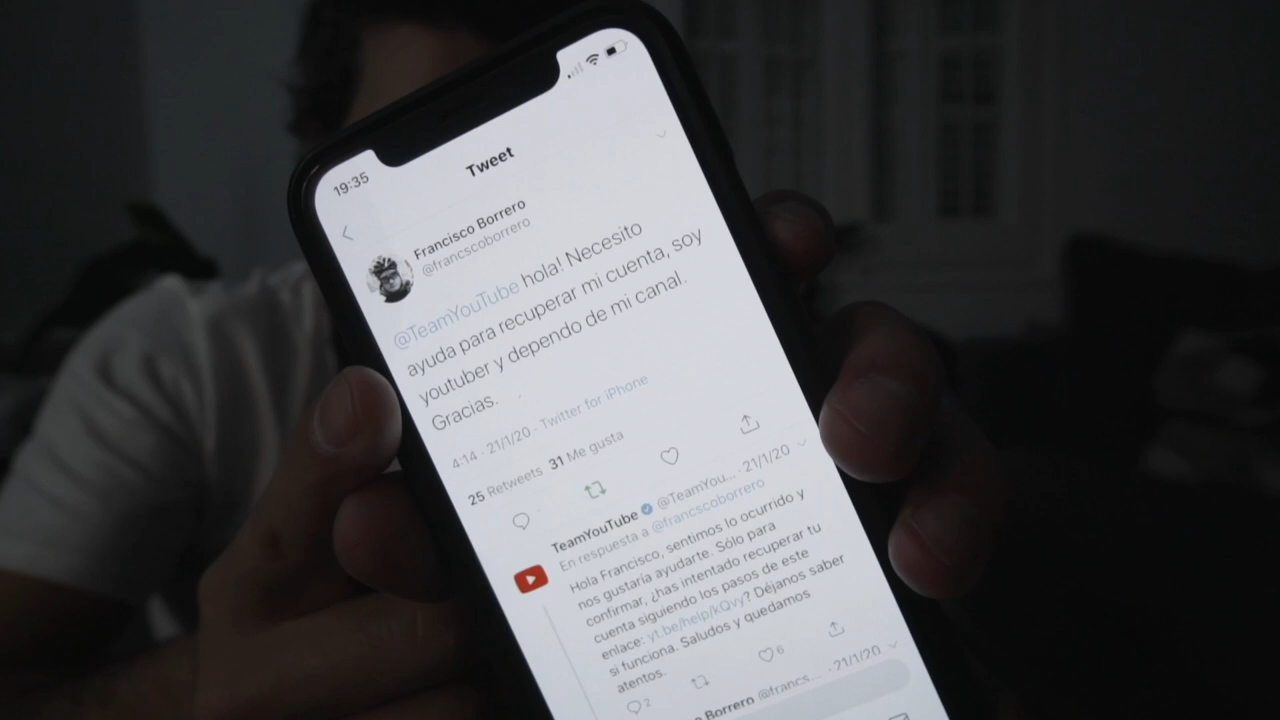 19:35
Tweet
Francisco Borrero
@francscoborrero
@TeamYouTube hola! Necesito
ayuda para recuperar mi cuenta, soy
youtuber y dependo de mi canal.
Gracias.
4:14 · 21/1/20 · Twitter for iPhone
25 Retweets 31 Me gusta
TeamYouTube @TeamYou... · 21/1/20
En respuesta a @francscoborrero
Hola Francisco, sentimos lo ocurrido y
nos gustaría ayudarte. Sólo para
confirmar, ¿has intentado recuperar tu
cuenta siguiendo los pasos de este
enlace: yt.be/help/kQvy? Déjanos saber
si funciona. Saludos y quedamos
atentos.
2 6
o Borrero @francs... · 21/1/20